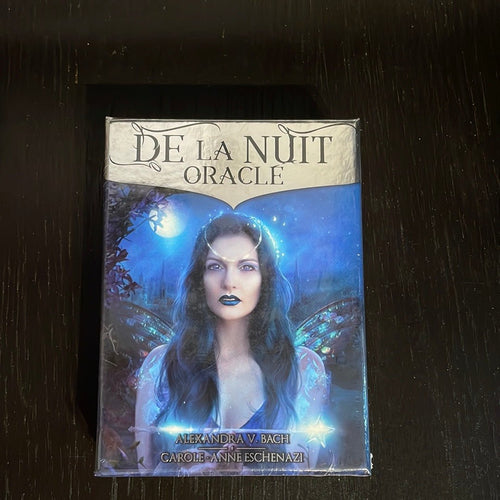 DE LA NUIT
ORACLE
ALEXANDRA V. BACH
CAROLE-ANNE ESCHENAZI